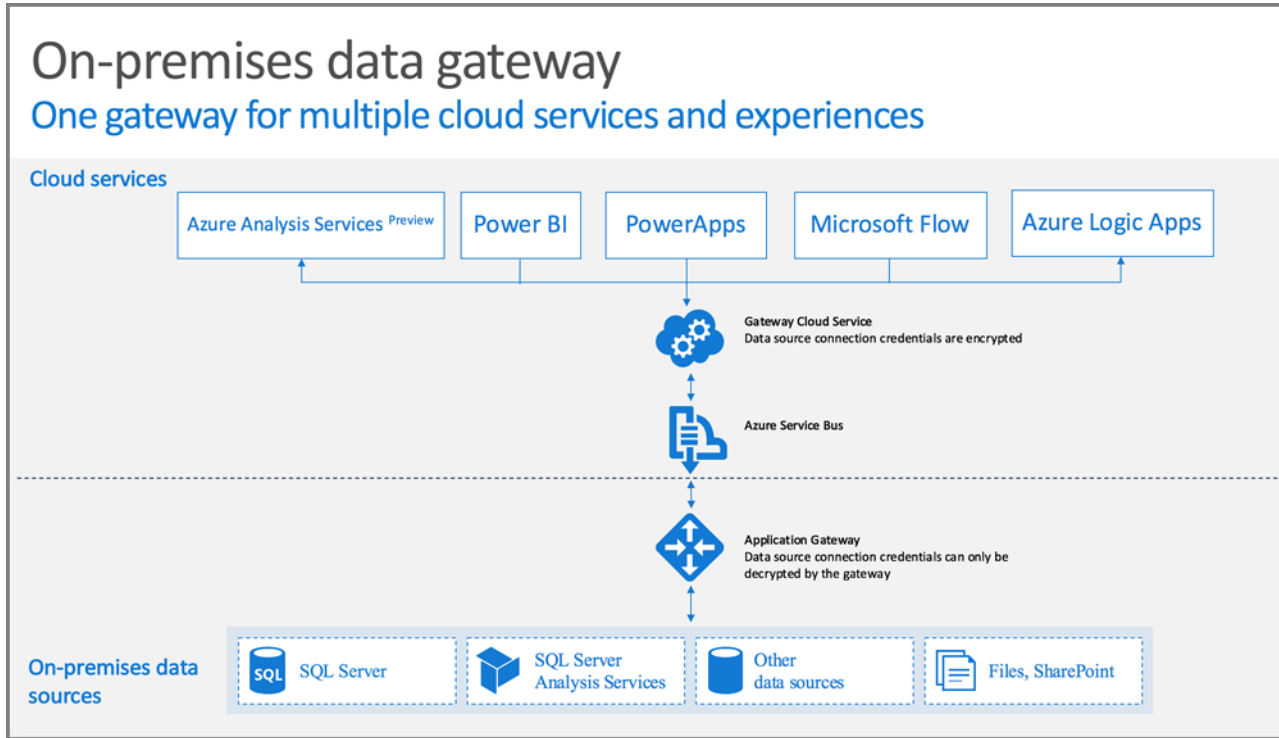 On-premises data gateway
One gateway for multiple cloud services and experiences
Cloud services
Azure Analysis Services Preview
Power BI
PowerApps
Microsoft Flow
Azure Logic Apps
Gateway Cloud Service
Data source connection credentials are encrypted
Azure Service Bus
Application Gateway
Data source connection credentials can only be
decrypted by the gateway
On-premises data
sources
SQL
SQL Server
SQL Server
Analysis Services
Other
data sources
Files, SharePoint